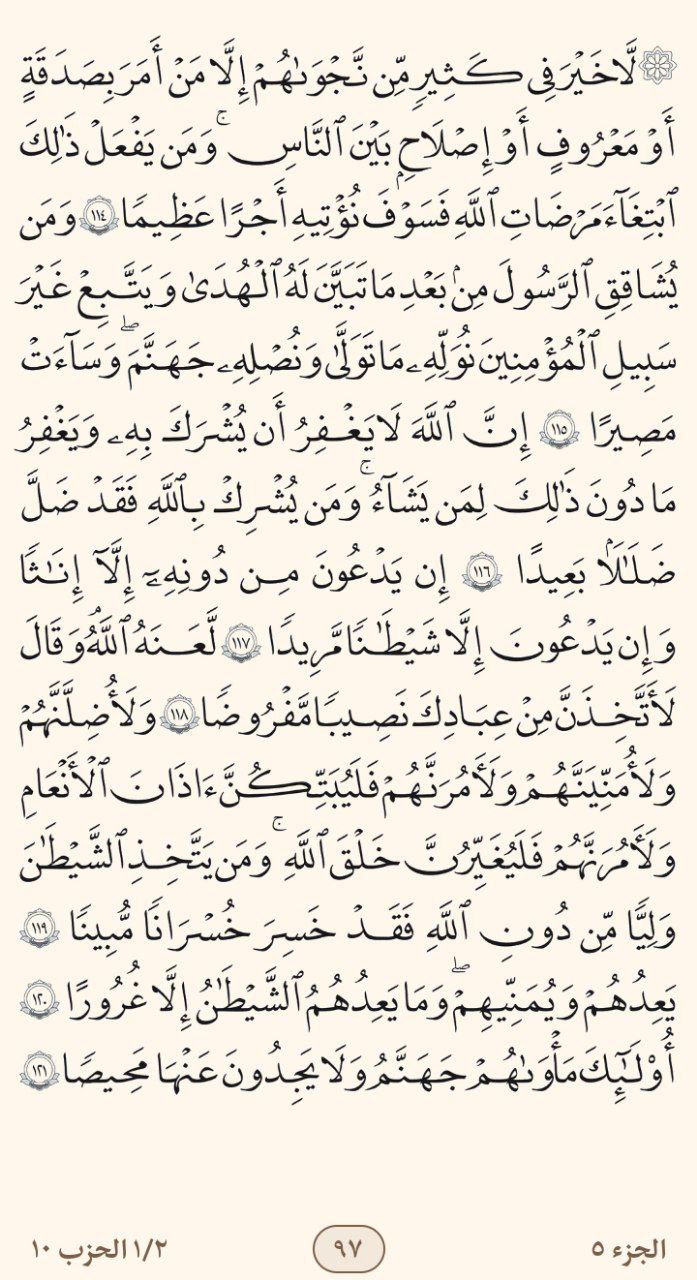 ۞ لَّا خَيْرَ فِى كَثِيرٍ مِّن نَّجْوَىٰهُمْ إِلَّا مَنْ أَمَرَ بِصَدَقَةٍ
أَوْ مَعْرُوفٍ أَوْ إِصْلَـٰحٍۭ بَيْنَ ٱلنَّاسِ ۚ وَمَن يَفْعَلْ ذَٰلِكَ
ٱبْتِغَآءَ مَرْضَاتِ ٱللَّهِ فَسَوْفَ نُؤْتِيهِ أَجْرًا عَظِيمًا ١١٤ وَمَن
يُشَاقِقِ ٱلرَّسُولَ مِنۢ بَعْدِ مَا تَبَيَّنَ لَهُ ٱلْهُدَىٰ وَيَتَّبِعْ غَيْرَ
سَبِيلِ ٱلْمُؤْمِنِينَ نُوَلِّهِۦ مَا تَوَلَّىٰ وَنُصْلِهِۦ جَهَنَّمَ ۖ وَسَآءَتْ
مَصِيرًا ١١٥ إِنَّ ٱللَّهَ لَا يَغْفِرُ أَن يُشْرَكَ بِهِۦ وَيَغْفِرُ
مَا دُونَ ذَٰلِكَ لِمَن يَشَآءُ ۚ وَمَن يُشْرِكْ بِٱللَّهِ فَقَدْ ضَلَّ
ضَلَـٰلًۢا بَعِيدًا ١١٦ إِن يَدْعُونَ مِن دُونِهِۦٓ إِلَّآ إِنَـٰثًا
وَإِن يَدْعُونَ إِلَّا شَيْطَـٰنًا مَّرِيدًا ١١٧ لَّعَنَهُ ٱللَّهُ ۘ وَقَالَ
لَأَتَّخِذَنَّ مِنْ عِبَادِكَ نَصِيبًا مَّفْرُوضًا ١١٨ وَلَأُضِلَّنَّهُمْ
وَلَأُمَنِّيَنَّهُمْ وَلَـَٔامُرَنَّهُمْ فَلَيُبَتِّكُنَّ ءَاذَانَ ٱلْأَنْعَـٰمِ
وَلَـَٔامُرَنَّهُمْ فَلَيُغَيِّرُنَّ خَلْقَ ٱللَّهِ ۚ وَمَن يَتَّخِذِ ٱلشَّيْطَـٰنَ
وَلِيًّا مِّن دُونِ ٱللَّهِ فَقَدْ خَسِرَ خُسْرَانًا مُّبِينًا ١١٩
يَعِدُهُمْ وَيُمَنِّيهِمْ ۖ وَمَا يَعِدُهُمُ ٱلشَّيْطَـٰنُ إِلَّا غُرُورًا ١٢٠
أُو۟لَـٰٓئِكَ مَأْوَىٰهُمْ جَهَنَّمُ وَلَا يَجِدُونَ عَنْهَا مَحِيصًا ١٢١
الجزء ٥
٩٧
١/٢ الحزب ١٠